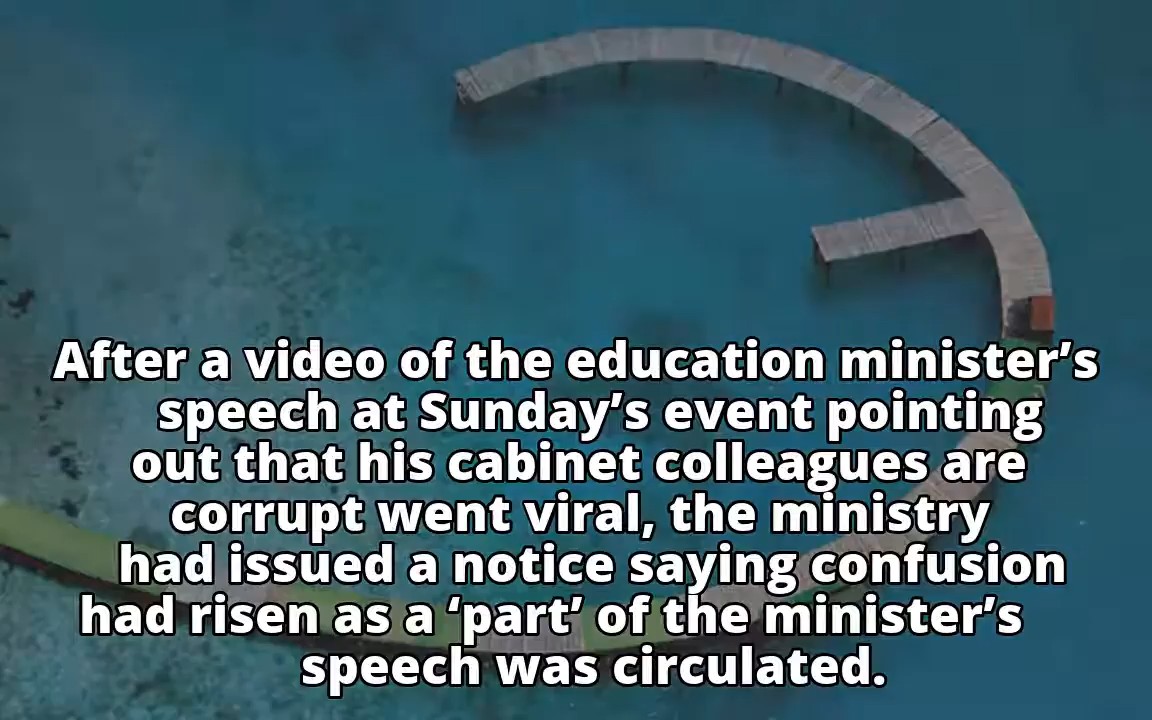 After a video of the education minister’s
speech at Sunday’s event pointing
out that his cabinet colleagues are
corrupt went viral, the ministry
had issued a notice saying confusion
had risen as a ‘part’ of the minister’s
speech was circulated.